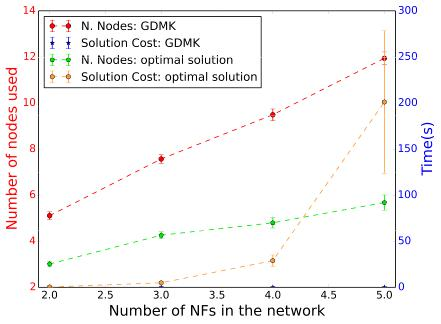 N. Nodes: GDMK
Solution Cost: GDMK
N. Nodes: optimal solution
Solution Cost: optimal solution
Number of nodes used
14
12
10
8
6
4
2
300
250
200
150
100
50
0
Time(s)
2.0 2.5 3.0 3.5 4.0 4.5 5.0
Number of NFs in the network